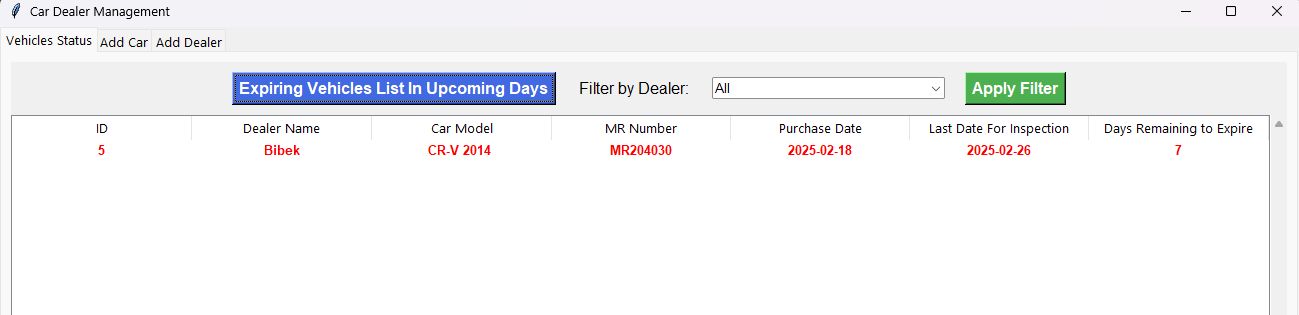 Car Dealer Management
Vehicles Status Add Car Add Dealer
Expiring Vehicles List In Upcoming Days Filter by Dealer: All Apply Filter
ID Dealer Name Car Model MR Number Purchase Date Last Date For Inspection Days Remaining to Expire
5 Bibek CR-V 2014 MR204030 2025-02-18 2025-02-26 7